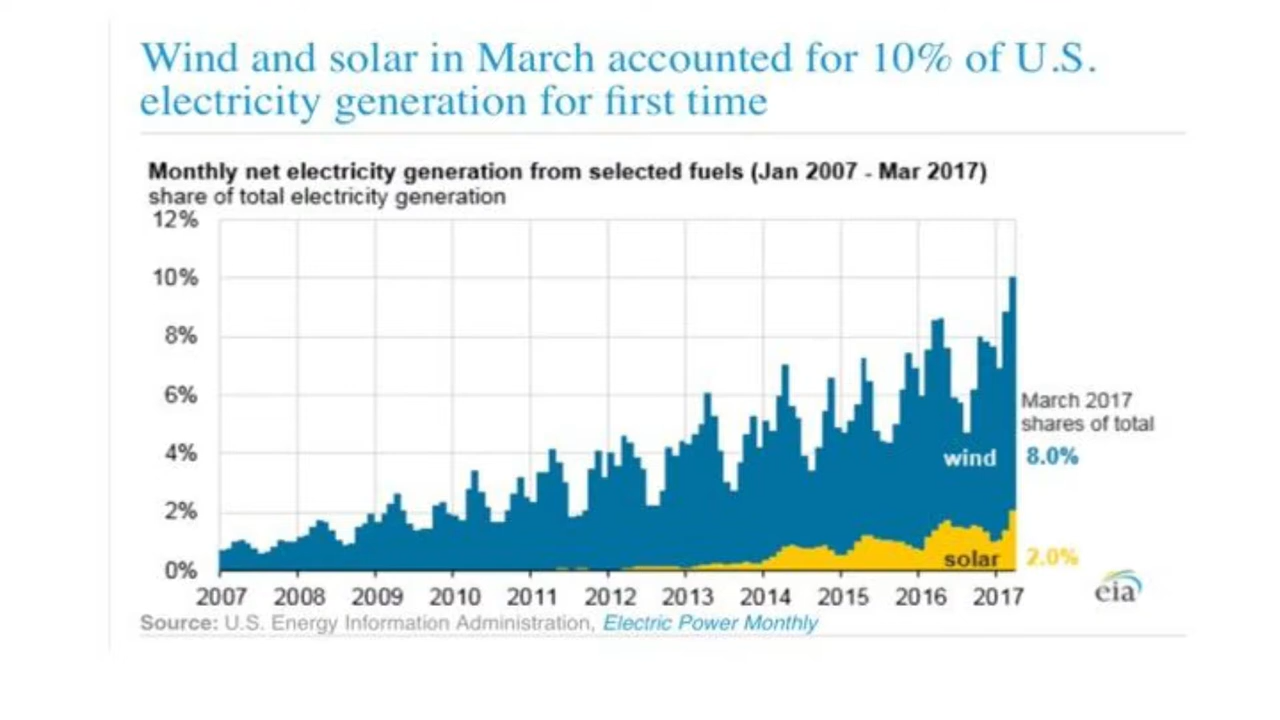 Wind and solar in March accounted for 10% of U.S.
electricity generation for first time
Monthly net electricity generation from selected fuels (Jan 2007 - Mar 2017)
share of total electricity generation
12%
10%
8%
6%
4%
2%
0%
March 2017
shares of total
wind 8.0%
solar 2.0%
2007 2008 2009 2010 2011 2012 2013 2014 2015 2016 2017
eia
Source: U.S. Energy Information Administration, Electric Power Monthly